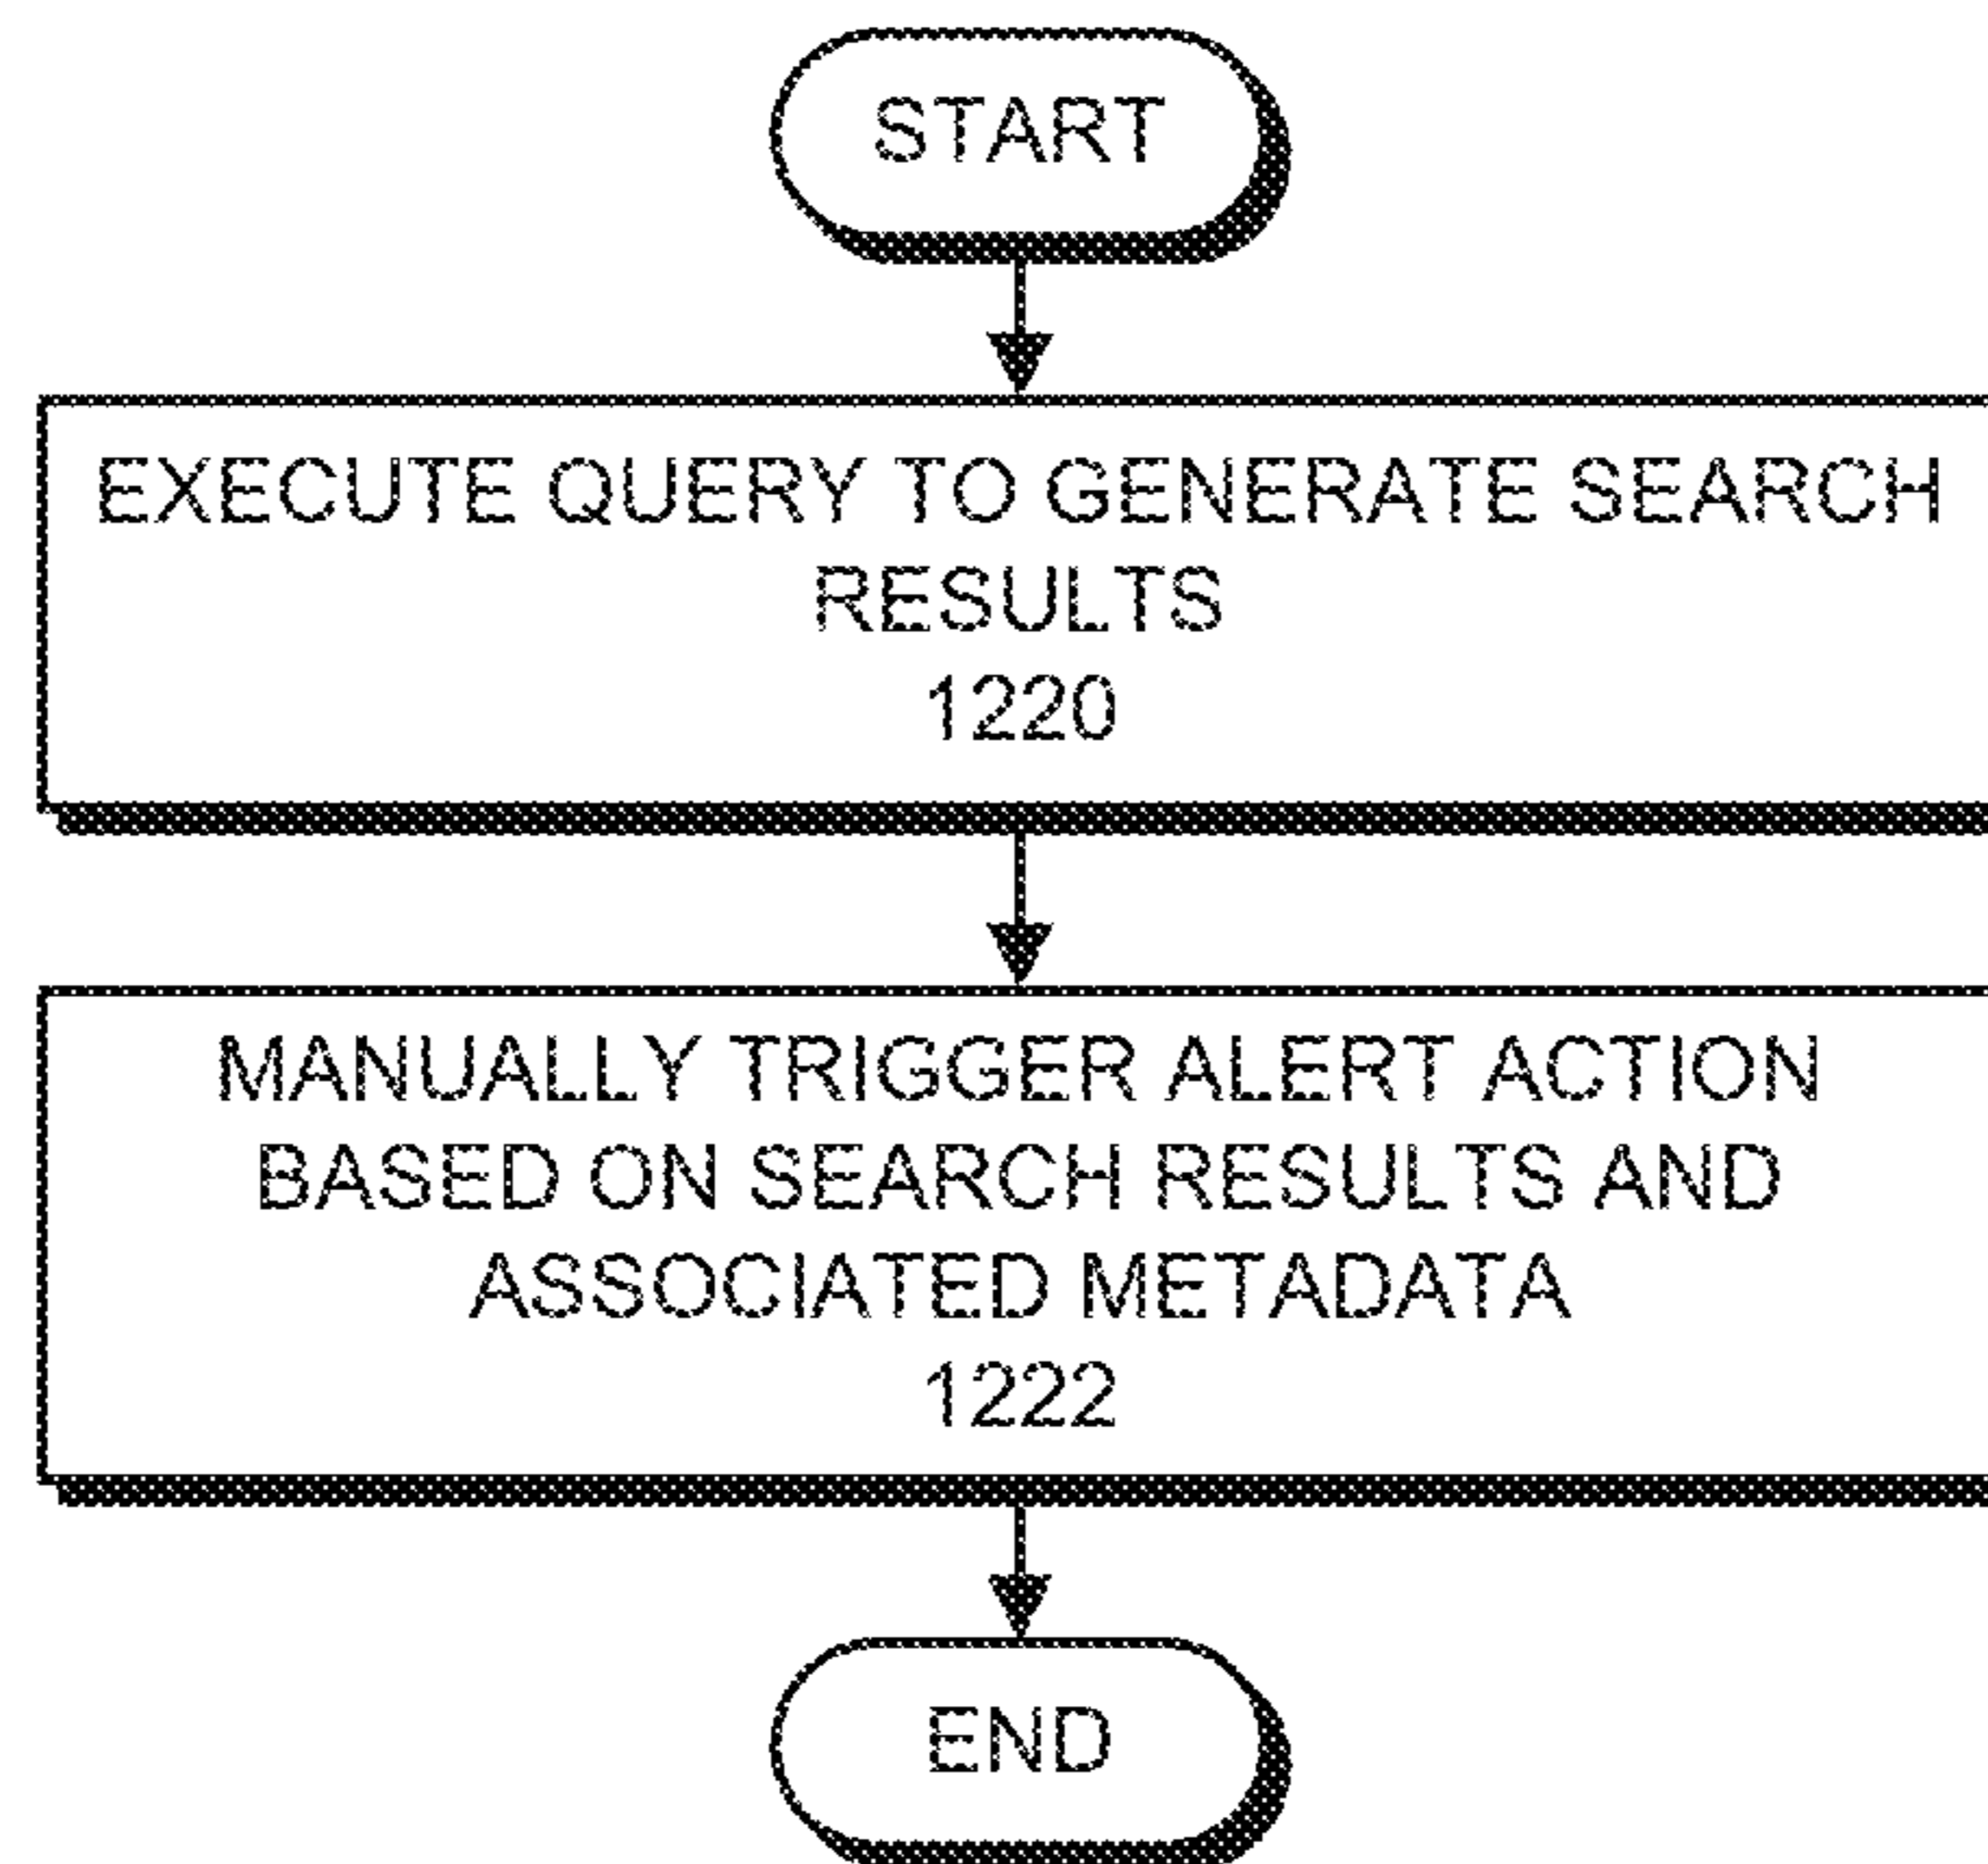 START
EXECUTE QUERY TO GENERATE SEARCH
RESULTS
1220
MANUALLY TRIGGER ALERT ACTION
BASED ON SEARCH RESULTS AND
ASSOCIATED METADATA
1222
END